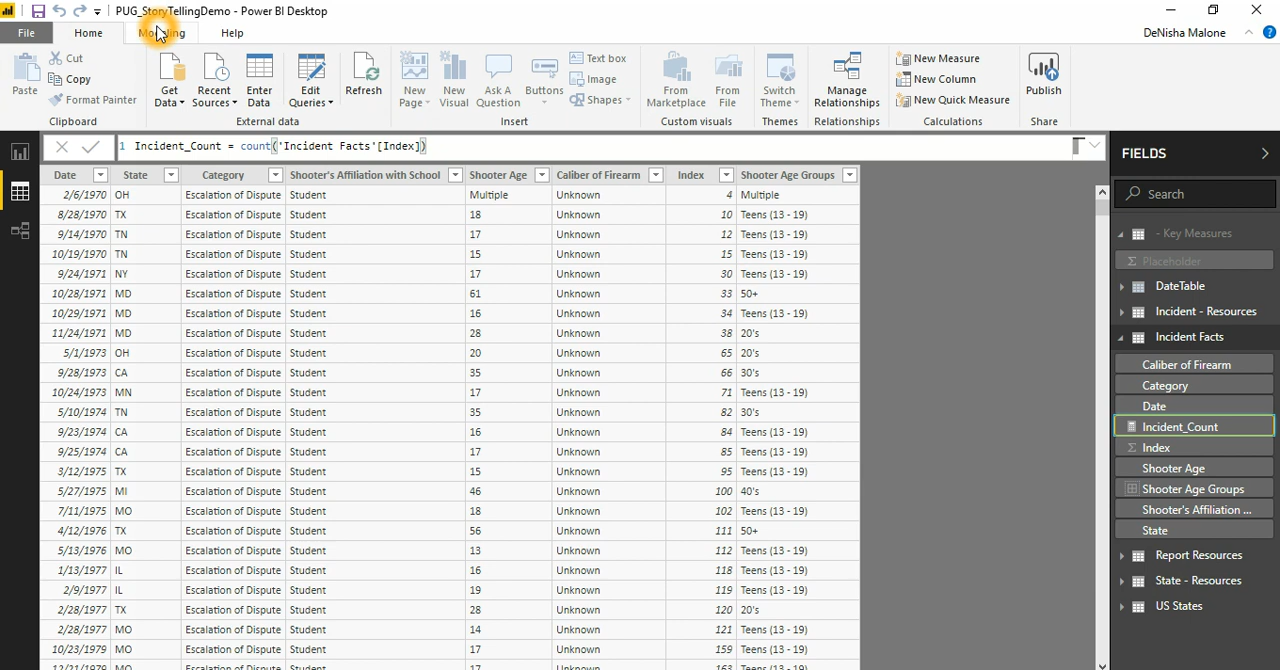 PUG_StoryTellingDemo - Power BI Desktop
File Home Modeling Help DeNisha Malone
Paste Cut Copy Format Painter Get Data Recent Sources Enter Data Edit Queries Refresh New Page New Visual Ask A Question Buttons Text box Image Shapes From Marketplace From File Switch Theme Manage Relationships New Measure New Column New Quick Measure Publish
Clipboard External data Insert Custom visuals Themes Relationships Calculations Share
1 Incident_Count = count('Incident Facts'[Index])
Date State Category Shooter's Affiliation with School Shooter Age Caliber of Firearm Index Shooter Age Groups
2/6/1970 OH Escalation of Dispute Student Multiple Unknown 4 Multiple
8/28/1970 TX Escalation of Dispute Student 18 Unknown 10 Teens (13 - 19)
9/14/1970 TN Escalation of Dispute Student 17 Unknown 12 Teens (13 - 19)
10/19/1970 TN Escalation of Dispute Student 15 Unknown 15 Teens (13 - 19)
9/24/1971 NY Escalation of Dispute Student 17 Unknown 30 Teens (13 - 19)
10/28/1971 MD Escalation of Dispute Student 61 Unknown 33 50+
10/29/1971 MD Escalation of Dispute Student 16 Unknown 34 Teens (13 - 19)
11/24/1971 MD Escalation of Dispute Student 28 Unknown 38 20's
5/1/1973 OH Escalation of Dispute Student 20 Unknown 65 20's
9/28/1973 CA Escalation of Dispute Student 35 Unknown 66 30's
10/24/1973 MN Escalation of Dispute Student 17 Unknown 71 Teens (13 - 19)
5/10/1974 TN Escalation of Dispute Student 35 Unknown 82 30's
9/23/1974 CA Escalation of Dispute Student 16 Unknown 84 Teens (13 - 19)
9/25/1974 CA Escalation of Dispute Student 17 Unknown 85 Teens (13 - 19)
3/12/1975 TX Escalation of Dispute Student 15 Unknown 95 Teens (13 - 19)
5/27/1975 MI Escalation of Dispute Student 46 Unknown 100 40's
7/11/1975 MO Escalation of Dispute Student 18 Unknown 102 Teens (13 - 19)
4/12/1976 TX Escalation of Dispute Student 56 Unknown 111 50+
5/13/1976 MO Escalation of Dispute Student 13 Unknown 112 Teens (13 - 19)
1/13/1977 IL Escalation of Dispute Student 16 Unknown 118 Teens (13 - 19)
2/9/1977 IL Escalation of Dispute Student 19 Unknown 119 Teens (13 - 19)
2/28/1977 TX Escalation of Dispute Student 28 Unknown 120 20's
2/28/1977 MO Escalation of Dispute Student 14 Unknown 121 Teens (13 - 19)
10/23/1979 MO Escalation of Dispute Student 17 Unknown 159 Teens (13 - 19)
12/21/1979 MO Escalation of Dispute Student 17 Unknown 163 Teens (13 - 19)
FIELDS
Search
- Key Measures
Placeholder
DateTable
Incident - Resources
Incident Facts
Caliber of Firearm
Category
Date
Incident_Count
Index
Shooter Age
Shooter Age Groups
Shooter's Affiliation ...
State
Report Resources
State - Resources
US States